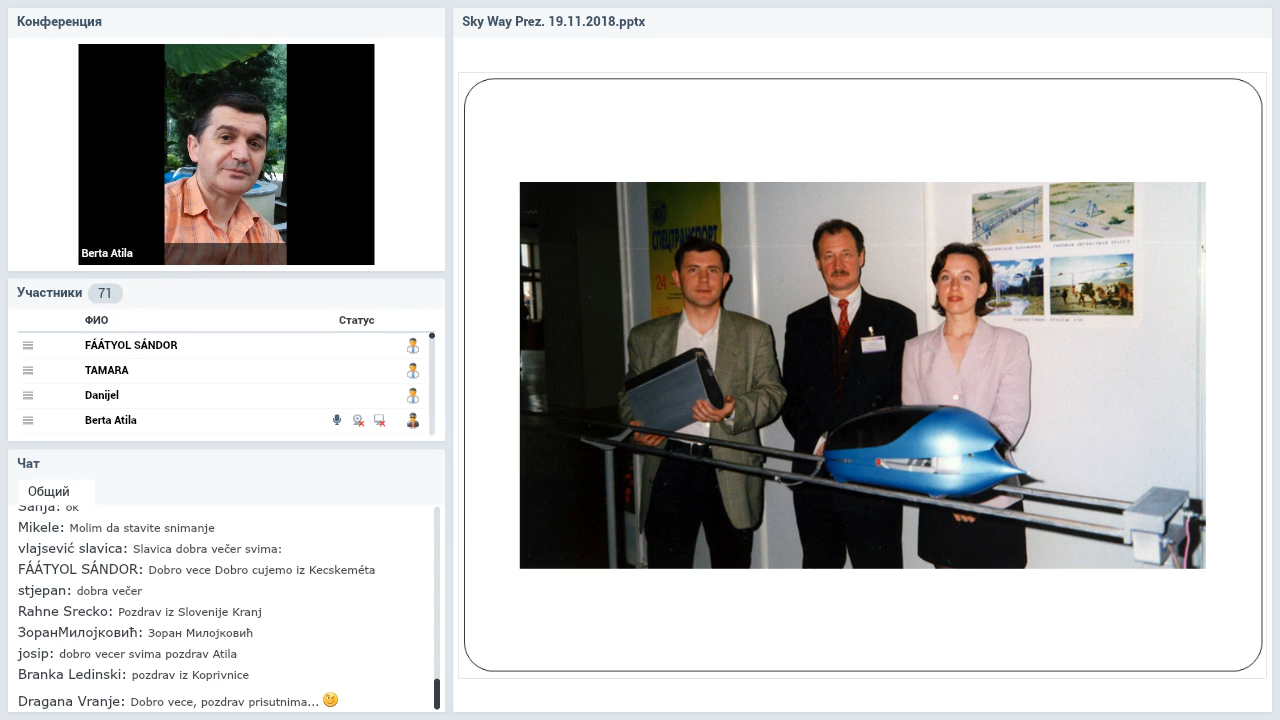 Конференция
Berta Atila
Участники 71
ФИО Статус
FÁÁTYOL SÁNDOR
TAMARA
Danijel
Berta Atila
Чат
Общий
Sanja: ok
Mikele: Molim da stavite snimanje
vlajsević slavica: Slavica dobra večer svima:
FÁÁTYOL SÁNDOR: Dobro vece Dobro cujemo iz Kecskeméta
stjepan: dobra večer
Rahne Srecko: Pozdrav iz Slovenije Kranj
ЗоранМилојковић: Зоран Милојковић
josip: dobro vecer svima pozdrav Atila
Branka Ledinski: pozdrav iz Koprivnice
Dragana Vranje: Dobro vece, pozdrav prisutnima... 😉
Sky Way Prez. 19.11.2018.pptx
СПЕЦТРАНСПОРТ
24